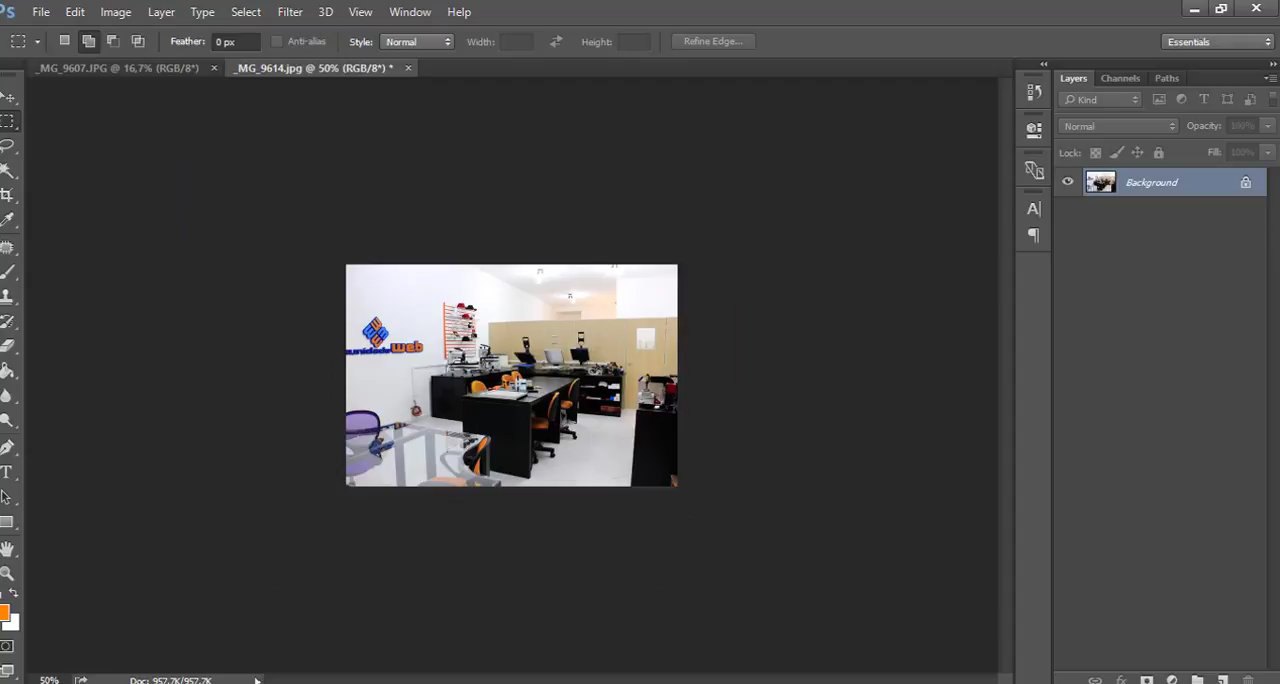 Ps File Edit Image Layer Type Select Filter 3D View Window Help
Feather: 0 px Anti-alias Style: Normal Width: Height: Refine Edge... Essentials
_MG_9607.JPG @ 16,7% (RGB/8*) × _MG_9614.jpg @ 50% (RGB/8*) * ×
Layers Channels Paths
Kind
Normal Opacity: 100%
Lock: Fill: 100%
Background
unidadeweb
50% Doc: 957,7K/957,7K